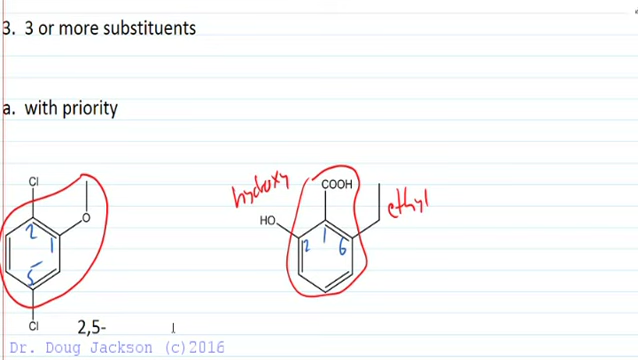 3. 3 or more substituents
a. with priority
Cl
O
2
1
5
Cl
2,5-
hydroxy
COOH
ethyl
HO
2
1
6
Dr. Doug Jackson (c)2016